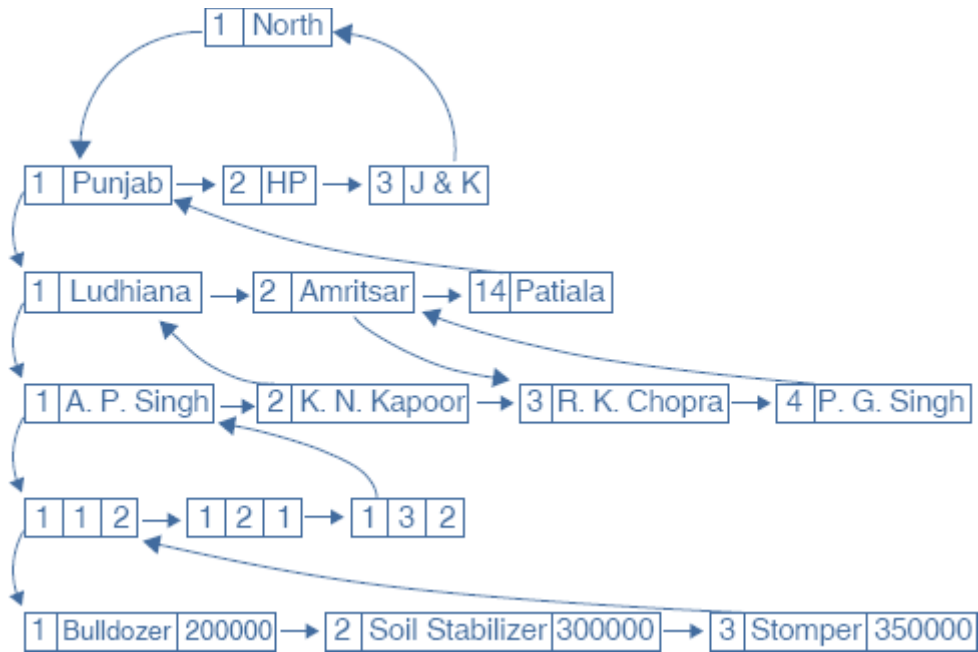 1 North
1 Punjab 2 HP 3 J & K
1 Ludhiana 2 Amritsar 14 Patiala
1 A. P. Singh 2 K. N. Kapoor 3 R. K. Chopra 4 P. G. Singh
1 1 2 1 2 1 1 3 2
1 Bulldozer 200000 2 Soil Stabilizer 300000 3 Stomper 350000